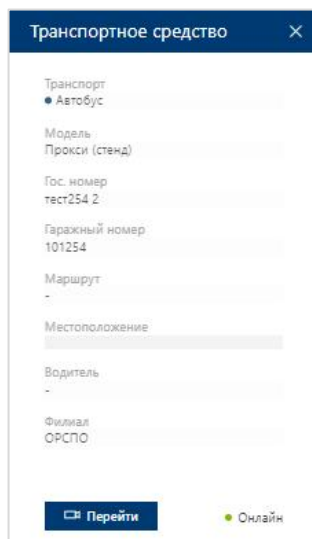 Транспортное средство
Транспорт
Автобус
Модель
Прокси (стенд)
Гос. номер
тест254 2
Гаражный номер
101254
Маршрут
-
Местоположение
Водитель
-
Филиал
ОРСПО
Перейти
Онлайн